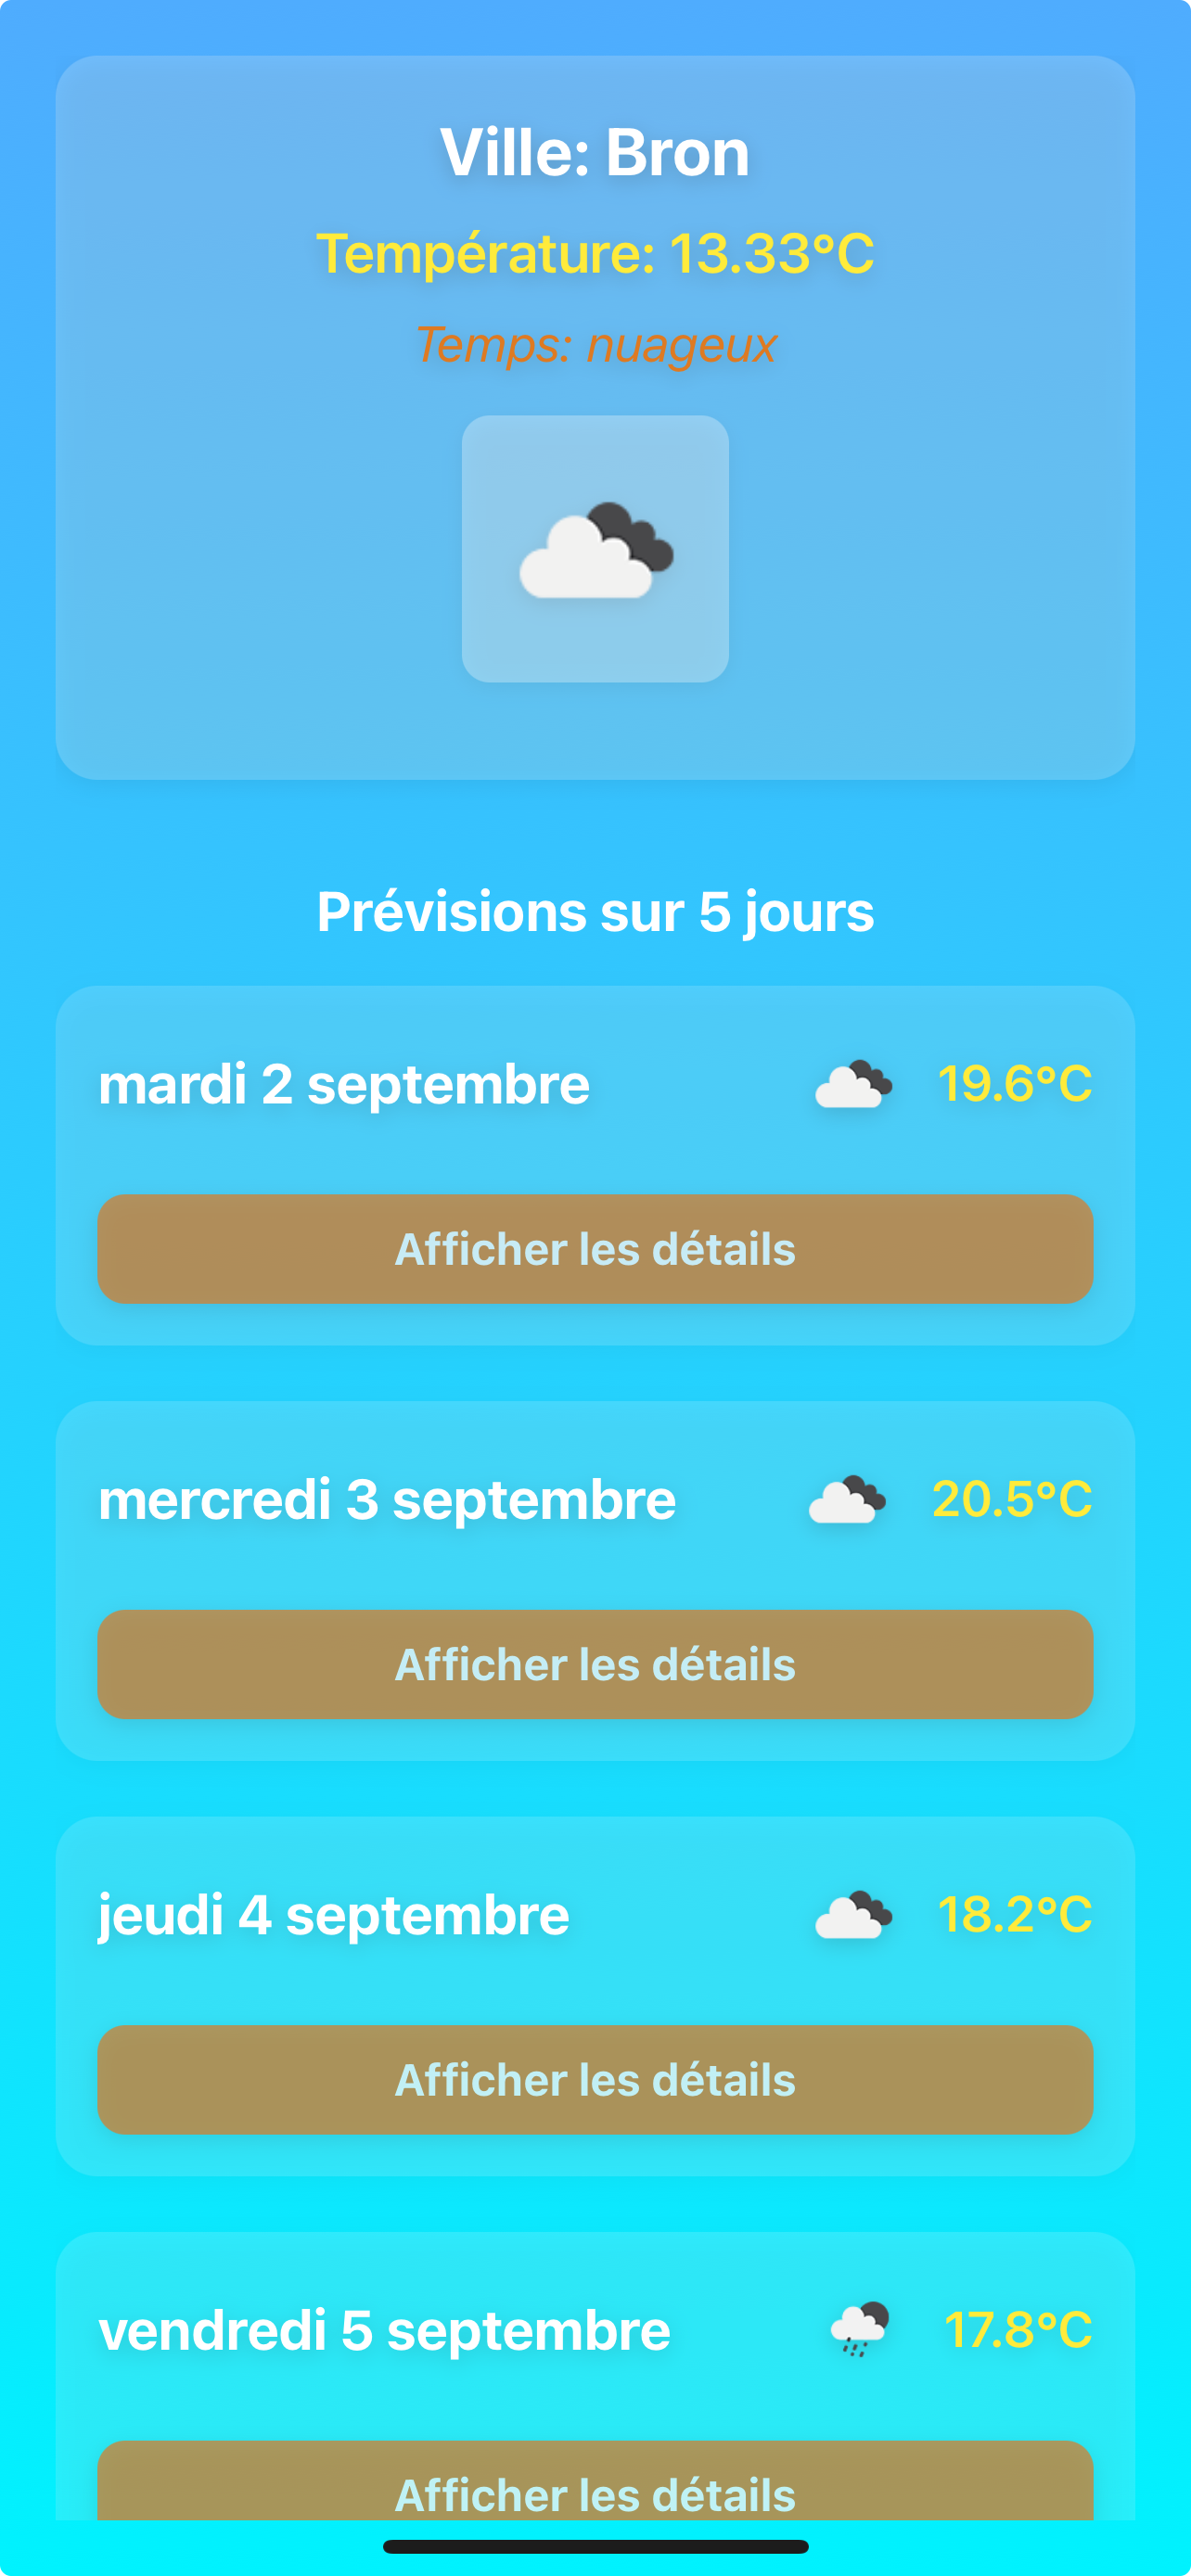 Ville: Bron
Température: 13.33°C
Temps: nuageux
Prévisions sur 5 jours
mardi 2 septembre 19.6°C
Afficher les détails
mercredi 3 septembre 20.5°C
Afficher les détails
jeudi 4 septembre 18.2°C
Afficher les détails
vendredi 5 septembre 17.8°C
Afficher les détails